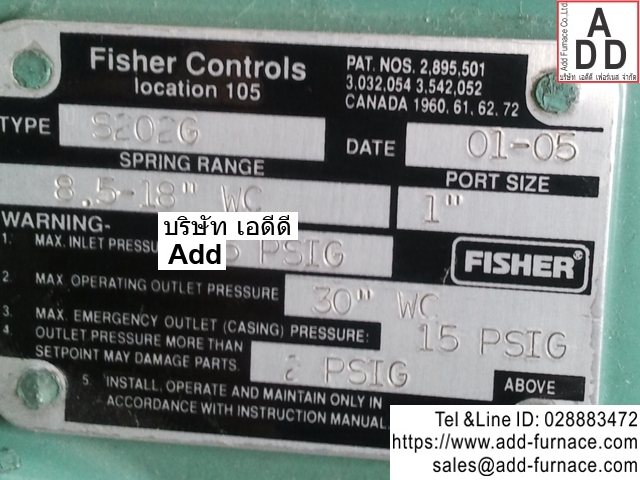 Fisher Controls
location 105
PAT. NOS. 2,895,501
3,032,054 3,542,052
CANADA 1960, 61, 62, 72
Add Furnace Co.,Ltd
ADD
บริษัท เอดีดี เฟอร์เนส จำกัด
TYPE S202G
DATE 01-05
SPRING RANGE
8.5-18" WC
PORT SIZE
1"
WARNING-
บริษัท เอดีดี
Add
1. MAX. INLET PSIG
FISHER®
2. MAX. OPERATING OUTLET PRESSURE 30" WC
3. MAX. EMERGENCY OUTLET (CASING) PRESSURE: 15 PSIG
4. OUTLET PRESSURE MORE THAN 2 PSIG ABOVE
SETPOINT MAY DAMAGE PARTS.
5. INSTALL, OPERATE AND MAINTAIN ONLY IN
ACCORDANCE WITH INSTRUCTION MANUAL
Tel &Line ID: 028883472
https://www.add-furnace.com/
sales@add-furnace.com